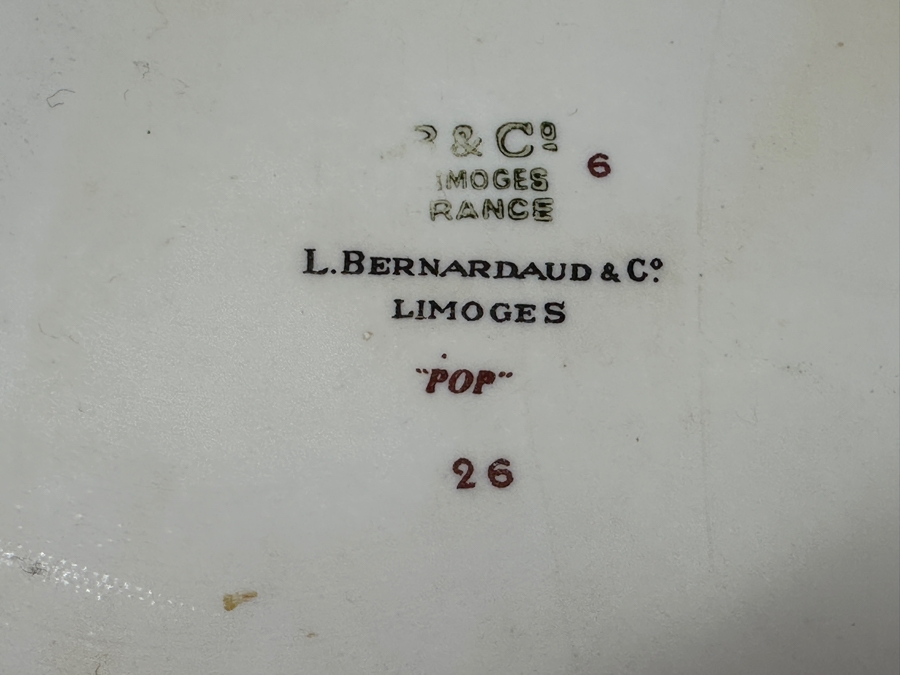 & Cº
6
IMOGES
RANCE
L. BERNARDAUD & Cº
LIMOGES
"POP"
26